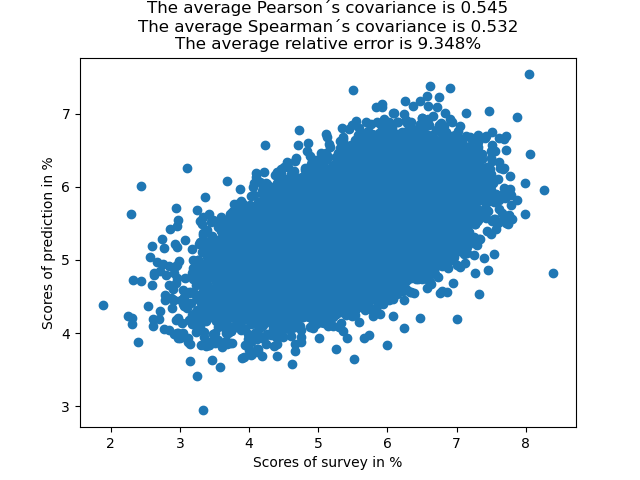 The average Pearson´s covariance is 0.545
The average Spearman´s covariance is 0.532
The average relative error is 9.348%
7
6
5
4
3
Scores of prediction in %
2 3 4 5 6 7 8
Scores of survey in %